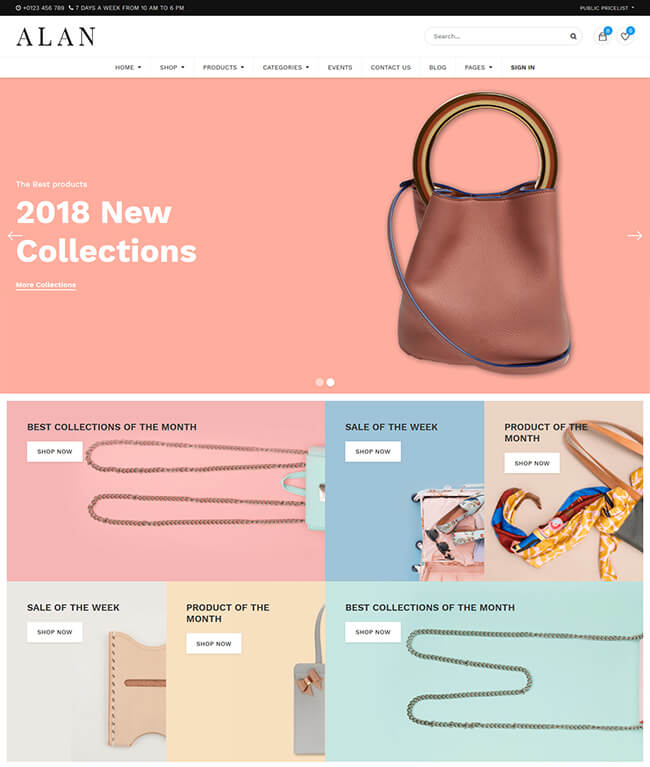 +0123 456 789 7 DAYS A WEEK FROM 10 AM TO 6 PM PUBLIC PRICELIST
ALAN
Search...
0 0
HOME SHOP PRODUCTS CATEGORIES EVENTS CONTACT US BLOG PAGES SIGN IN
The Best products
2018 New
Collections
More Collections
BEST COLLECTIONS OF THE MONTH
SHOP NOW
SALE OF THE WEEK
SHOP NOW
PRODUCT OF THE
MONTH
SHOP NOW
SALE OF THE WEEK
SHOP NOW
PRODUCT OF THE
MONTH
SHOP NOW
BEST COLLECTIONS OF THE MONTH
SHOP NOW